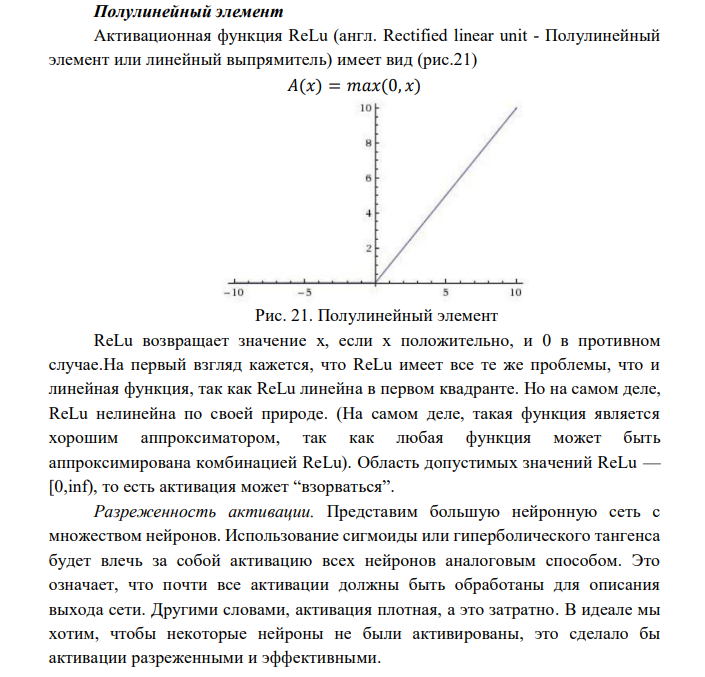 Полулинейный элемент
Активационная функция ReLu (англ. Rectified linear unit - Полулинейный
элемент или линейный выпрямитель) имеет вид (рис.21)
𝐴(𝑥) = 𝑚𝑎𝑥(0, 𝑥)
10
8
6
4
2
−10 −5 5 10
Рис. 21. Полулинейный элемент
ReLu возвращает значение х, если х положительно, и 0 в противном
случае.На первый взгляд кажется, что ReLu имеет все те же проблемы, что и
линейная функция, так как ReLu линейна в первом квадранте. Но на самом деле,
ReLu нелинейна по своей природе. (На самом деле, такая функция является
хорошим аппроксиматором, так как любая функция может быть
аппроксимирована комбинацией ReLu). Область допустимых значений ReLu —
[0,inf), то есть активация может “взорваться”.
Разреженность активации. Представим большую нейронную сеть с
множеством нейронов. Использование сигмоиды или гиперболического тангенса
будет влечь за собой активацию всех нейронов аналоговым способом. Это
означает, что почти все активации должны быть обработаны для описания
выхода сети. Другими словами, активация плотная, а это затратно. В идеале мы
хотим, чтобы некоторые нейроны не были активированы, это сделало бы
активации разреженными и эффективными.